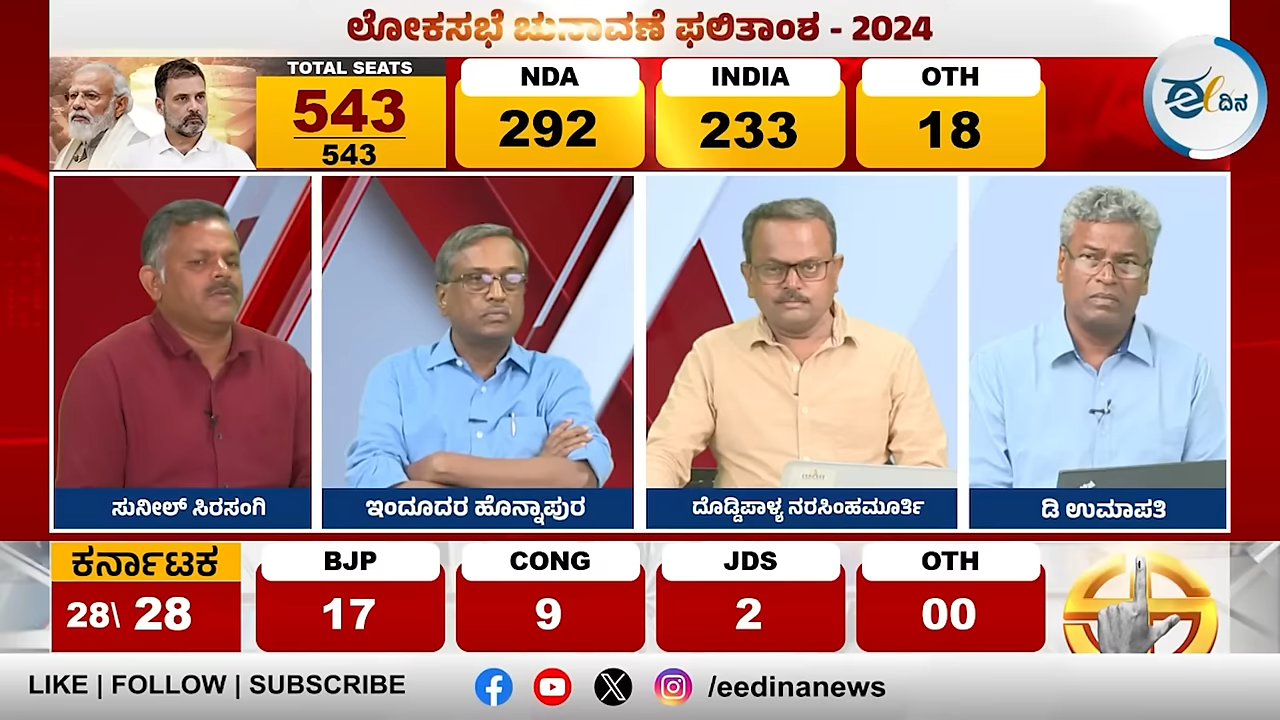 ಲೋಕಸಭೆ ಚುನಾವಣೆ ಫಲಿತಾಂಶ - 2024
TOTAL SEATS
543
543
NDA
292
INDIA
233
OTH
18
ಈ ದಿನ
ಸುನೀಲ್ ಸಿರಸಂಗಿ
ಇಂದೂದರ ಹೊನ್ನಾಪುರ
ದೊಡ್ಡಿಪಾಳ್ಯ ನರಸಿಂಹಮೂರ್ತಿ
ಡಿ ಉಮಾಪತಿ
ಕರ್ನಾಟಕ
28\ 28
BJP
17
CONG
9
JDS
2
OTH
00
LIKE | FOLLOW | SUBSCRIBE
/eedinanews